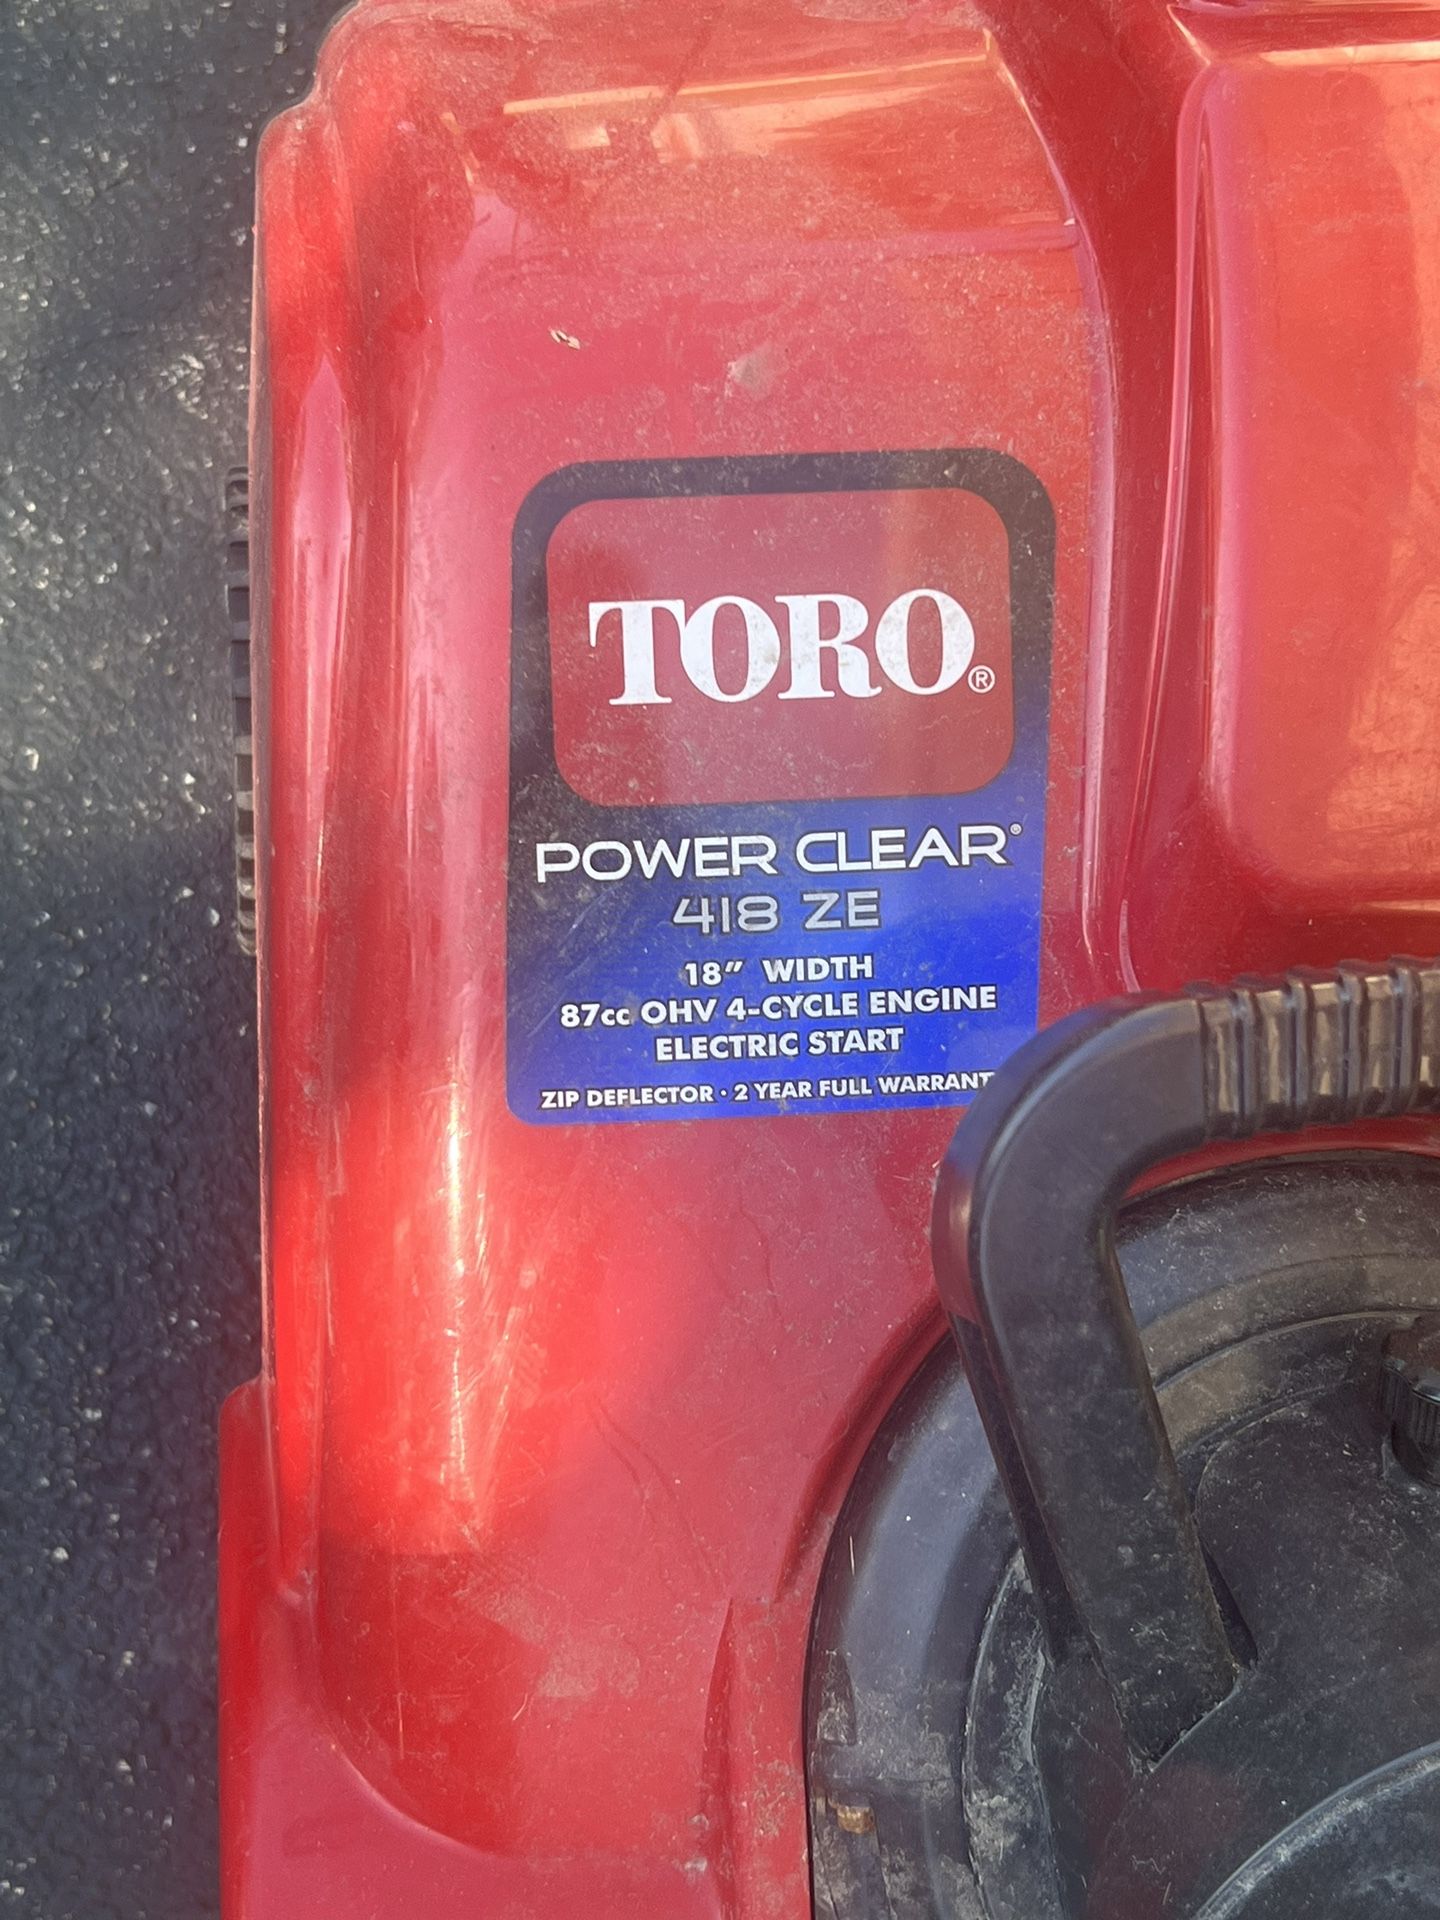 TORO®
POWER CLEAR®
418 ZE
18" WIDTH
87cc OHV 4-CYCLE ENGINE
ELECTRIC START
ZIP DEFLECTOR · 2 YEAR FULL WARRANT